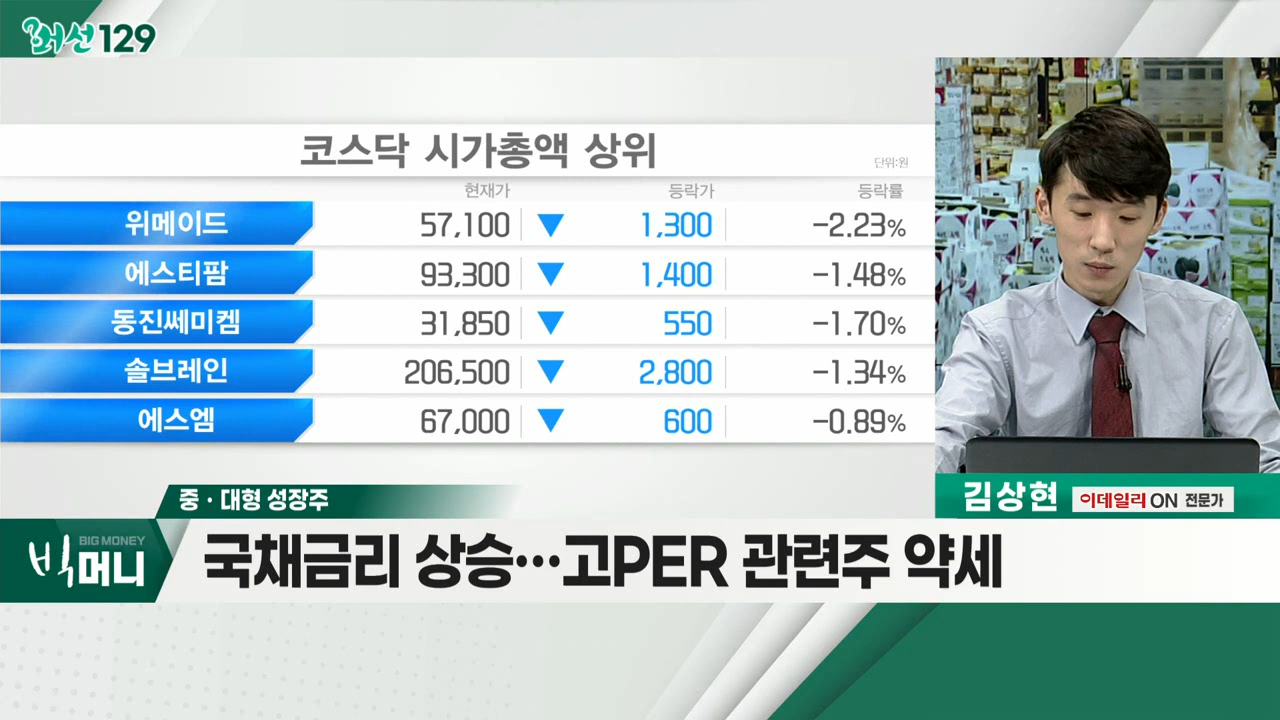 머선129
코스닥 시가총액 상위
단위:원
현재가 등락가 등락률
위메이드 57,100 ▼ 1,300 -2.23%
에스티팜 93,300 ▼ 1,400 -1.48%
동진쎄미켐 31,850 ▼ 550 -1.70%
솔브레인 206,500 ▼ 2,800 -1.34%
에스엠 67,000 ▼ 600 -0.89%
김상현 이데일리 ON 전문가
중·대형 성장주
BIG MONEY
빅머니
국채금리 상승…고PER 관련주 약세